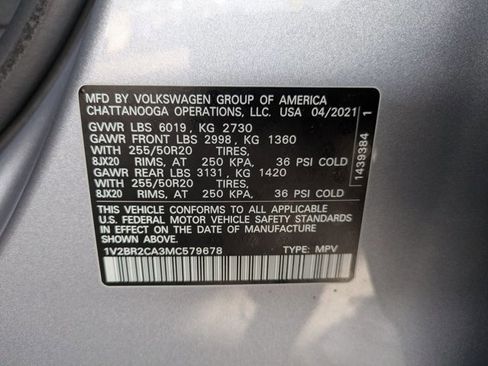 MFD BY VOLKSWAGEN GROUP OF AMERICA
CHATTANOOGA OPERATIONS, LLC. USA 04/2021
GVWR LBS 6019, KG 2730
GAWR FRONT LBS 2998, KG 1360
WITH 255/50R20 TIRES,
8JX20 RIMS, AT 250 KPA, 36 PSI COLD
GAWR REAR LBS 3131, KG 1420
WITH 255/50R20 TIRES,
8JX20 RIMS, AT 250 KPA, 36 PSI COLD
THIS VEHICLE CONFORMS TO ALL APPLICABLE
U.S. FEDERAL MOTOR VEHICLE SAFETY STANDARDS
IN EFFECT ON THE DATE OF MANUFACTURE
SHOWN ABOVE.
1V2BR2CA3MC579678 TYPE: MPV
1439384 1